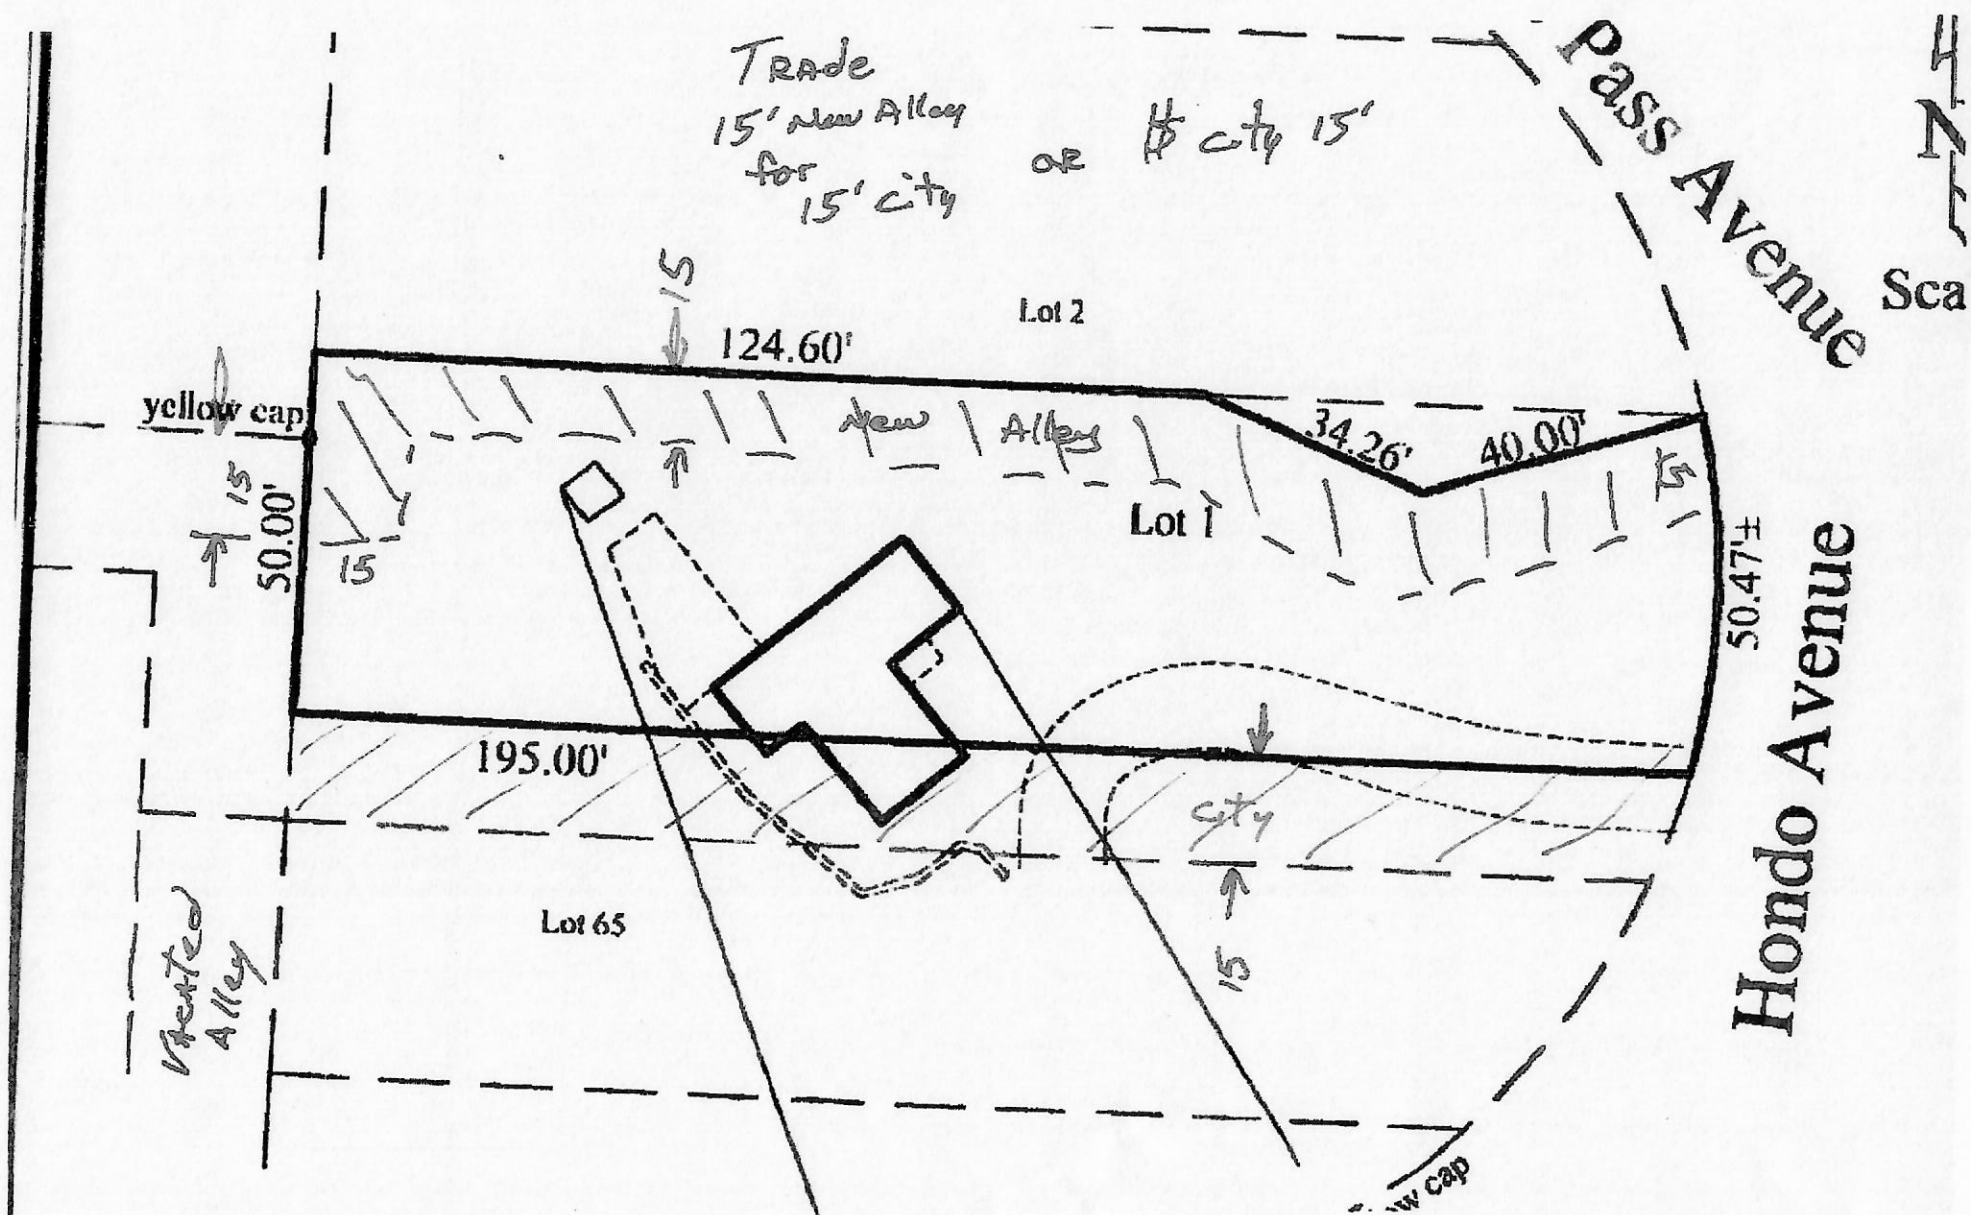 TRAde
15' New Alley
for
15' city
OR
city 15'
Pass Avenue
N
Sca
15
Lot 2
124.60'
yellow cap
New Alley
34.26'
40.00'
15
15
15
50.00'
Lot 1
50.47'±
Hondo Avenue
195.00'
city
15
Lot 65
Vacated
Alley
cap